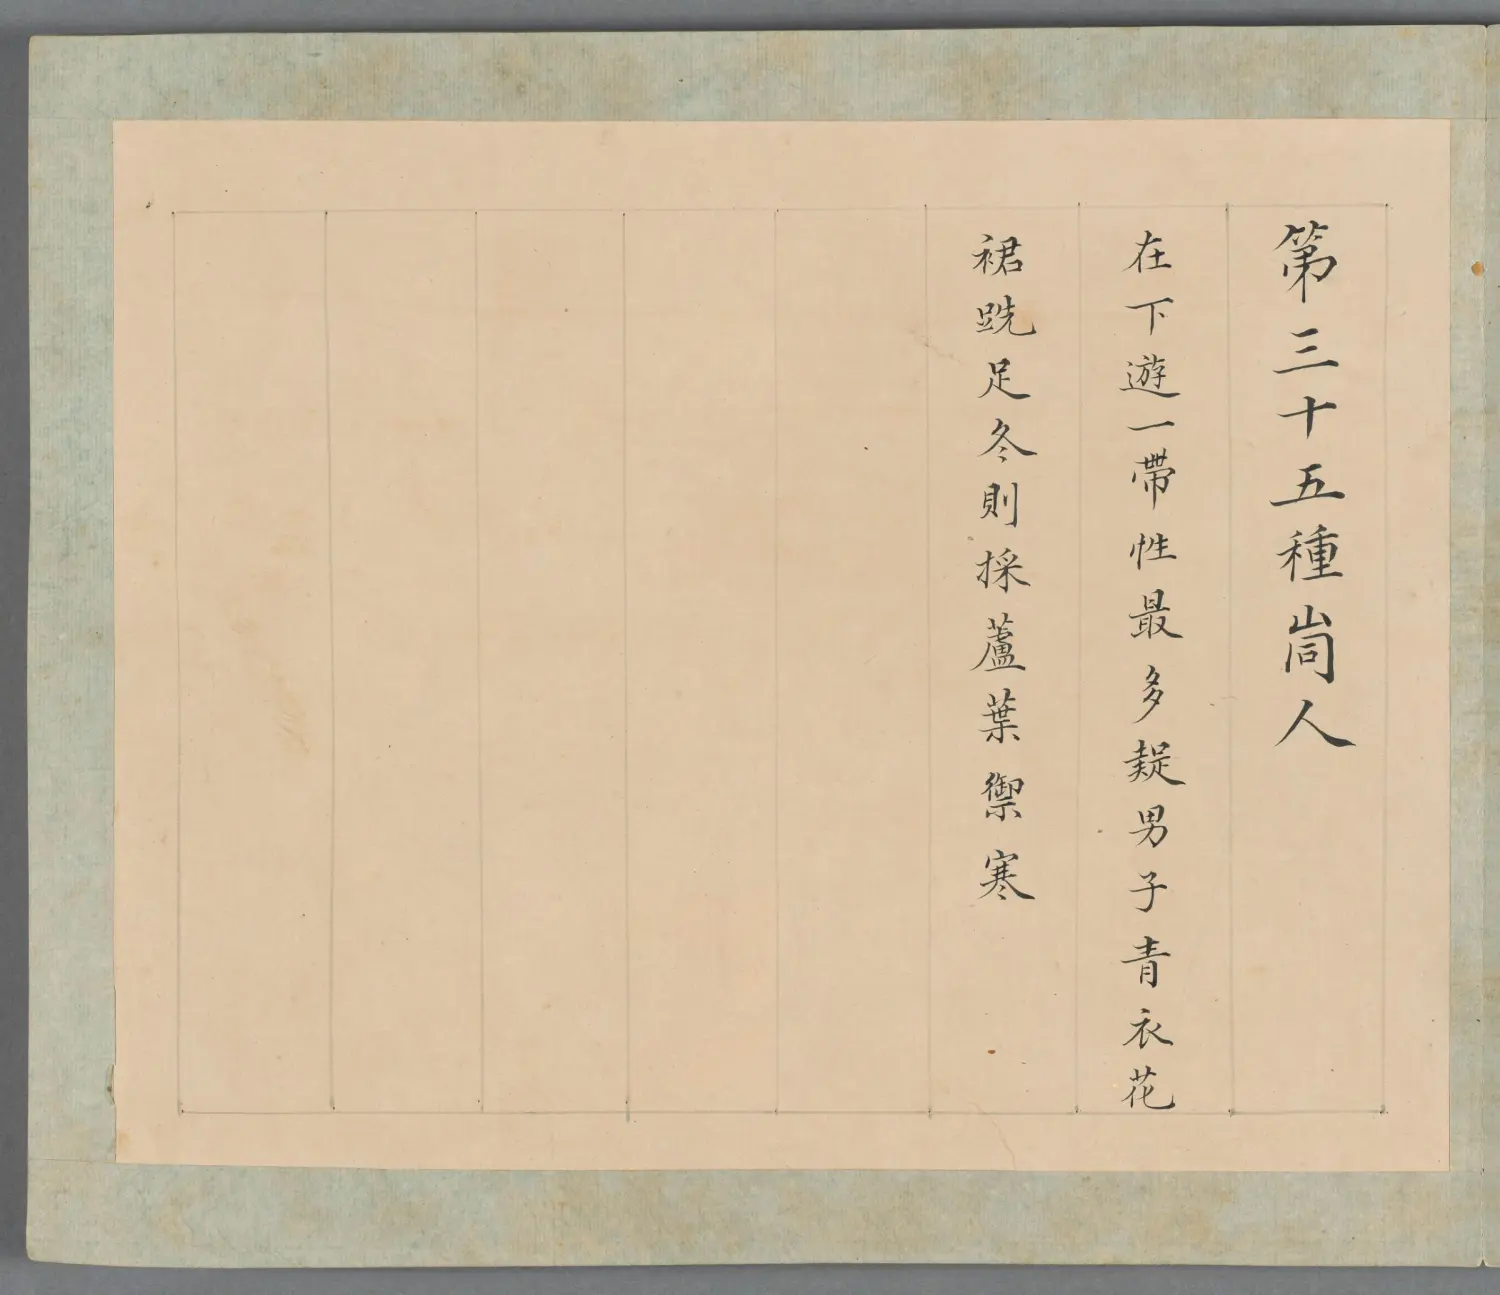 第三十五種峝人
在下遊一帶性最多疑男子青衣花
裙跣足冬則採蘆葉禦寒